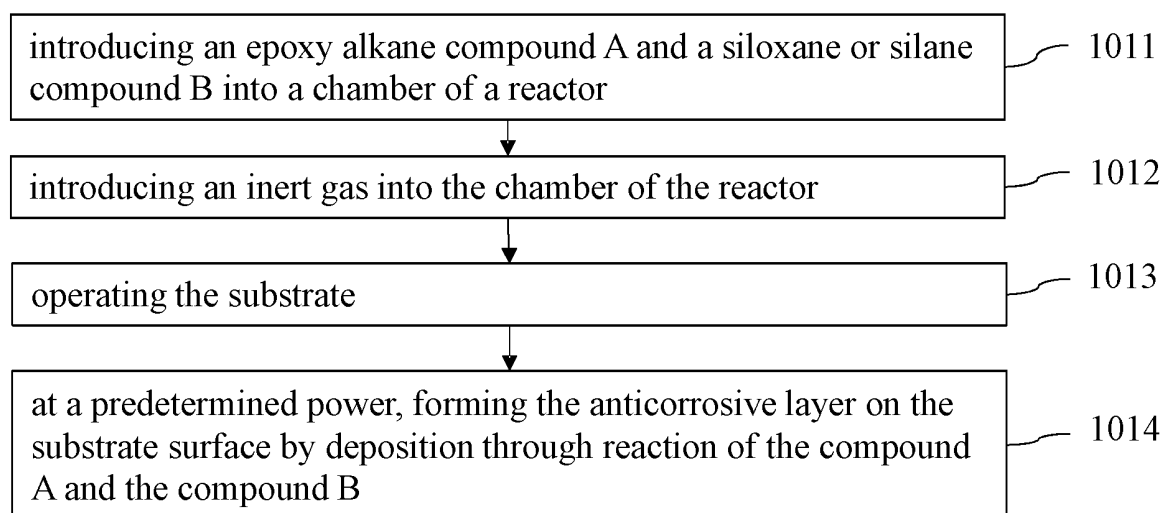 introducing an epoxy alkane compound A and a siloxane or silane
compound B into a chamber of a reactor
1011
introducing an inert gas into the chamber of the reactor
1012
operating the substrate
1013
at a predetermined power, forming the anticorrosive layer on the
substrate surface by deposition through reaction of the compound
A and the compound B
1014